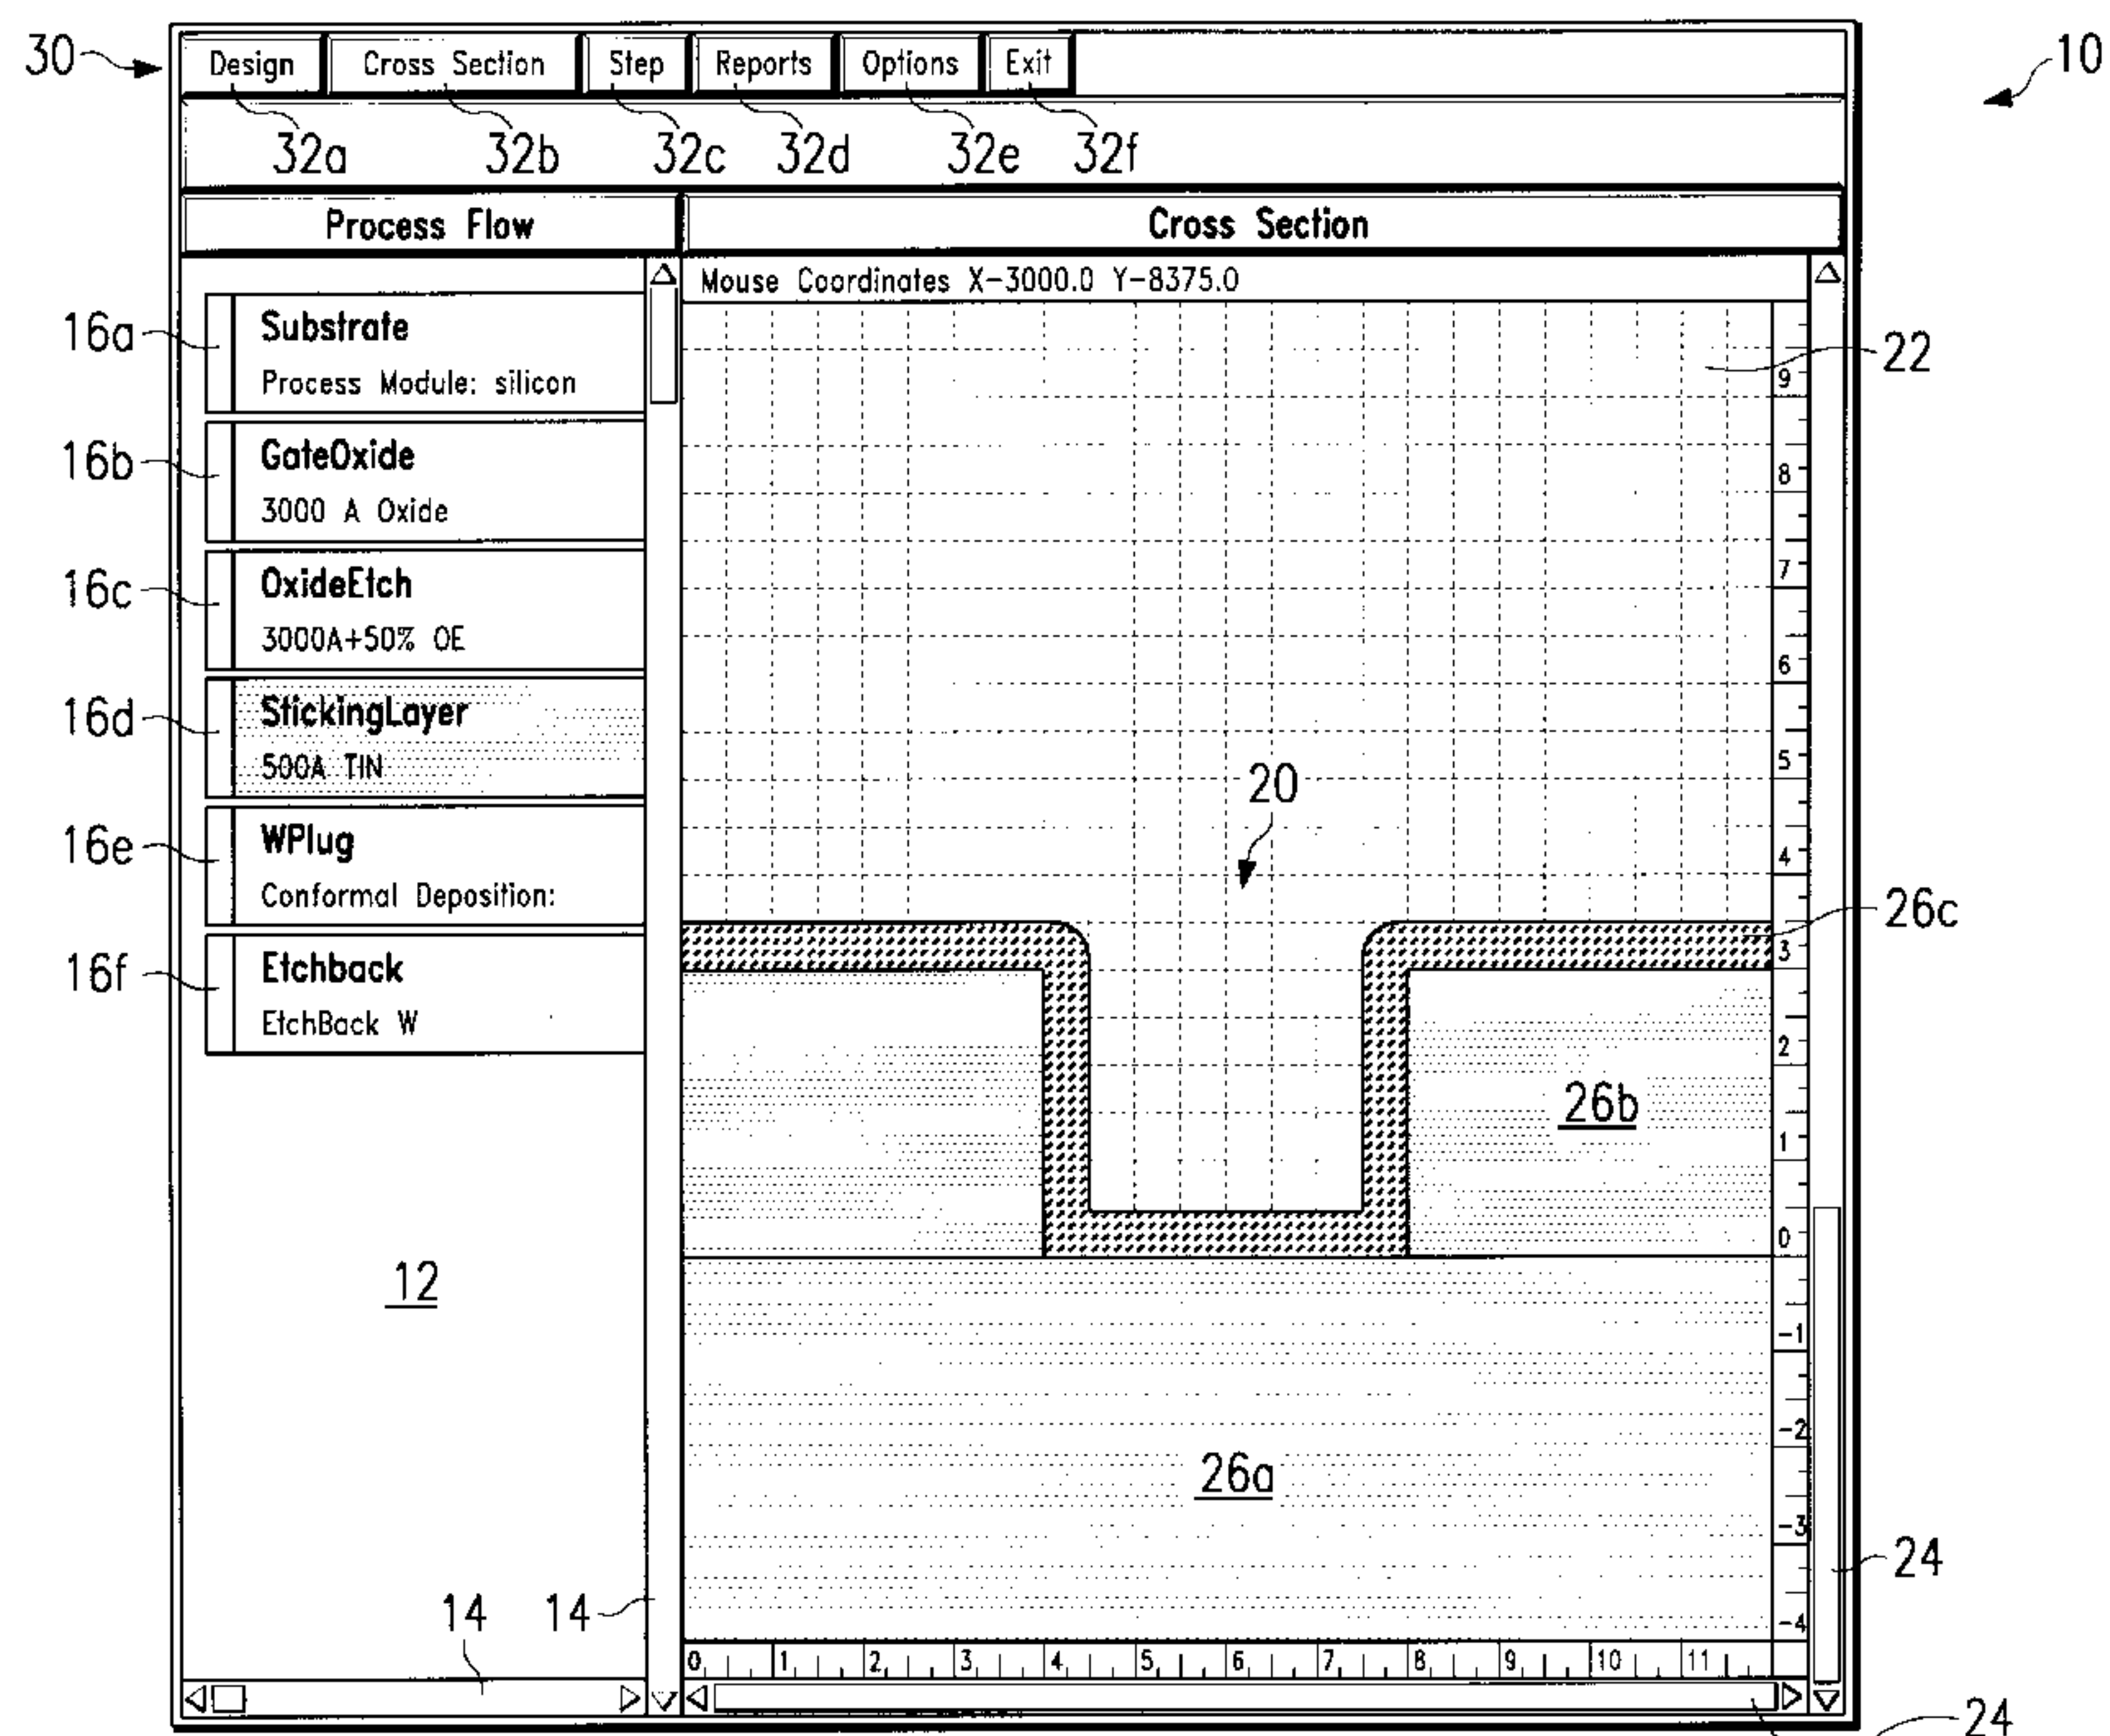 30
Design Cross Section Step Reports Options Exit
10
32a 32b 32c 32d 32e 32f
Process Flow
Cross Section
Mouse Coordinates X-3000.0 Y-8375.0
16a
Substrate
Process Module: silicon
16b
GateOxide
3000 A Oxide
16c
OxideEtch
3000A+50% OE
16d
StickingLayer
500A TIN
16e
WPlug
Conformal Deposition:
16f
Etchback
EtchBack W
12
14 14
22
20
26c
26b
26a
9
8
7
6
5
4
3
2
1
0
-1
-2
-3
-4
0 1 2 3 4 5 6 7 8 9 10 11
24
24